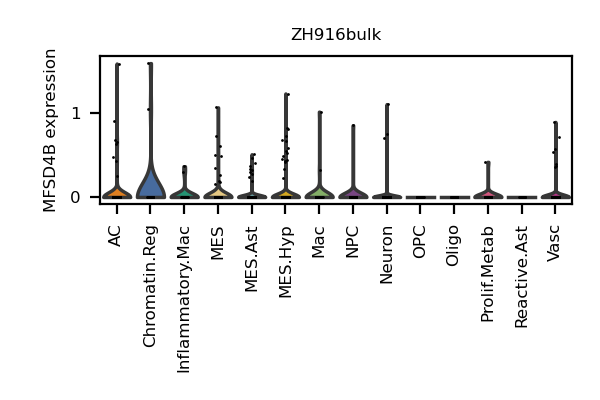 ZH916bulk
MFSD4B expression
1
0
AC
Chromatin.Reg
Inflammatory.Mac
MES
MES.Ast
MES.Hyp
Mac
NPC
Neuron
OPC
Oligo
Prolif.Metab
Reactive.Ast
Vasc